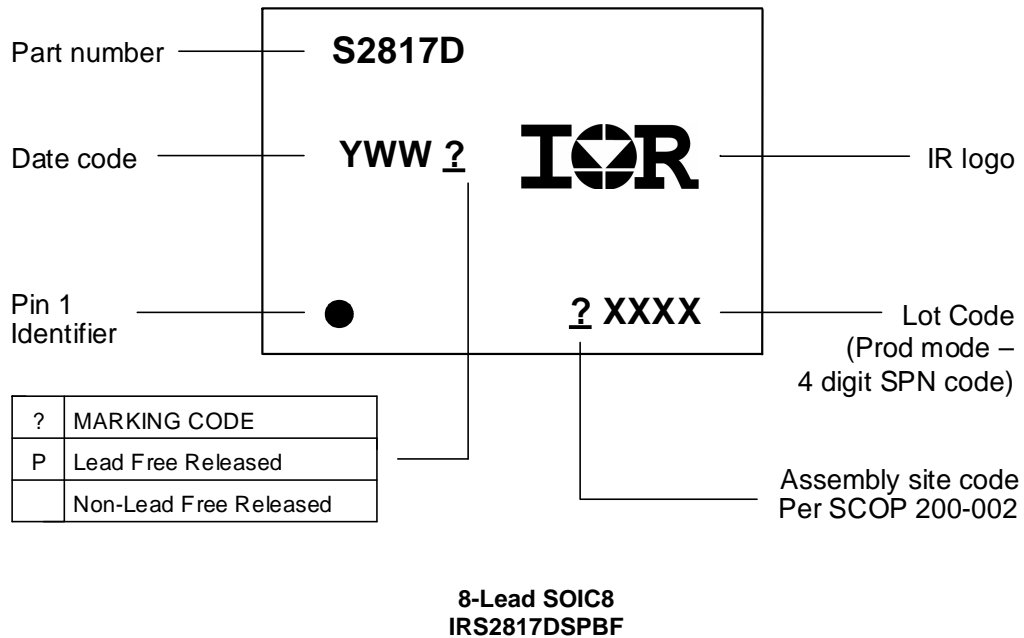 Part number
S2817D
Date code
YWW ?
IOR
IR logo
Pin 1
Identifier
? XXXX
Lot Code
(Prod mode –
4 digit SPN code)
? MARKING CODE
P Lead Free Released
Non-Lead Free Released
Assembly site code
Per SCOP 200-002
8-Lead SOIC8
IRS2817DSPBF